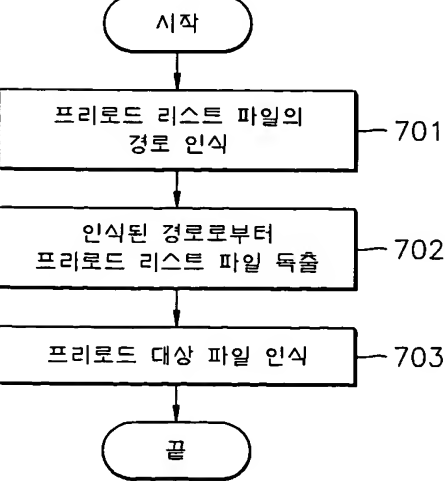 시작
프리로드 리스트 파일의
경로 인식
701
인식된 경로로부터
프라로드 리스트 파일 독출
702
프리로드 대상 파일 인식
703
끝